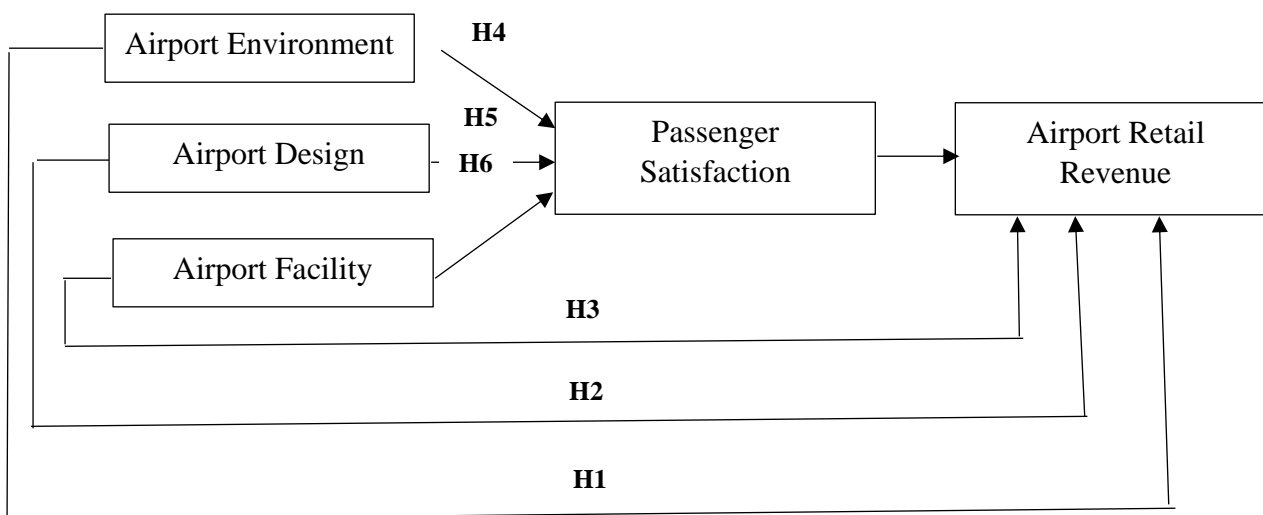 Airport Environment
H4
H5
Airport Design
H6
Passenger
Satisfaction
Airport Retail
Revenue
Airport Facility
H3
H2
H1